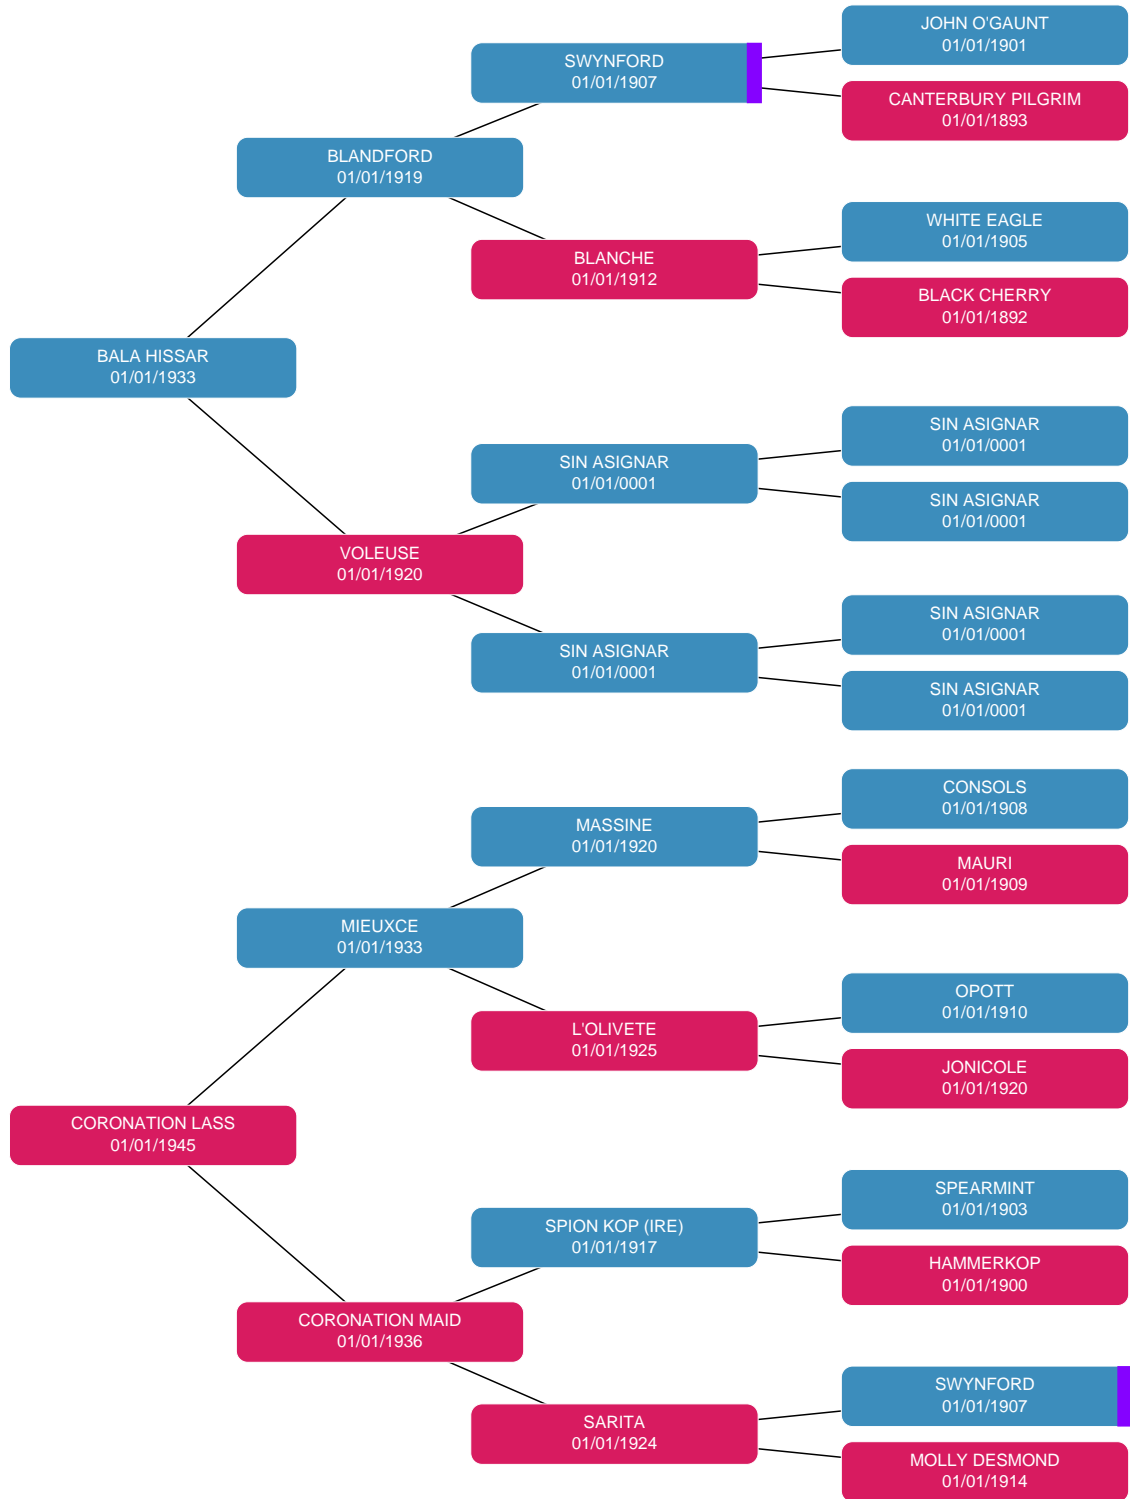 JOHN O'GAUNT
01/01/1901
SWYNFORD
01/01/1907
CANTERBURY PILGRIM
01/01/1893
BLANDFORD
01/01/1919
WHITE EAGLE
01/01/1905
BLANCHE
01/01/1912
BLACK CHERRY
01/01/1892
BALA HISSAR
01/01/1933
SIN ASIGNAR
01/01/0001
SIN ASIGNAR
01/01/0001
SIN ASIGNAR
01/01/0001
VOLEUSE
01/01/1920
SIN ASIGNAR
01/01/0001
SIN ASIGNAR
01/01/0001
SIN ASIGNAR
01/01/0001
CONSOLS
01/01/1908
MASSINE
01/01/1920
MAURI
01/01/1909
MIEUXCE
01/01/1933
OPOTT
01/01/1910
L'OLIVETE
01/01/1925
JONICOLE
01/01/1920
CORONATION LASS
01/01/1945
SPEARMINT
01/01/1903
SPION KOP (IRE)
01/01/1917
HAMMERKOP
01/01/1900
CORONATION MAID
01/01/1936
SWYNFORD
01/01/1907
SARITA
01/01/1924
MOLLY DESMOND
01/01/1914